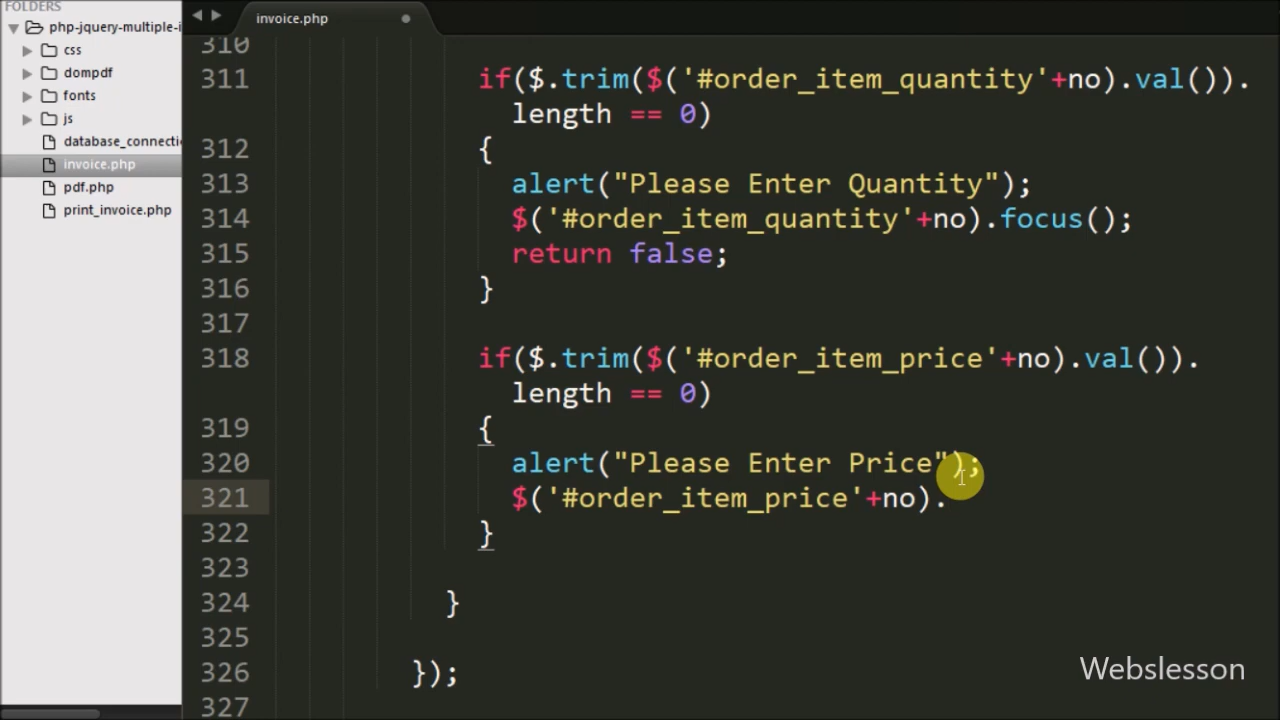 FOLDERS
php-jquery-multiple-i
css
dompdf
fonts
js
database_connecti
invoice.php
pdf.php
print_invoice.php
invoice.php
310
311 if($.trim($('#order_item_quantity'+no).val()).
length == 0)
312 {
313 alert("Please Enter Quantity");
314 $('#order_item_quantity'+no).focus();
315 return false;
316 }
317
318 if($.trim($('#order_item_price'+no).val()).
length == 0)
319 {
320 alert("Please Enter Price");
321 $('#order_item_price'+no).
322 }
323
324 }
325
326 });
327
Webslesson